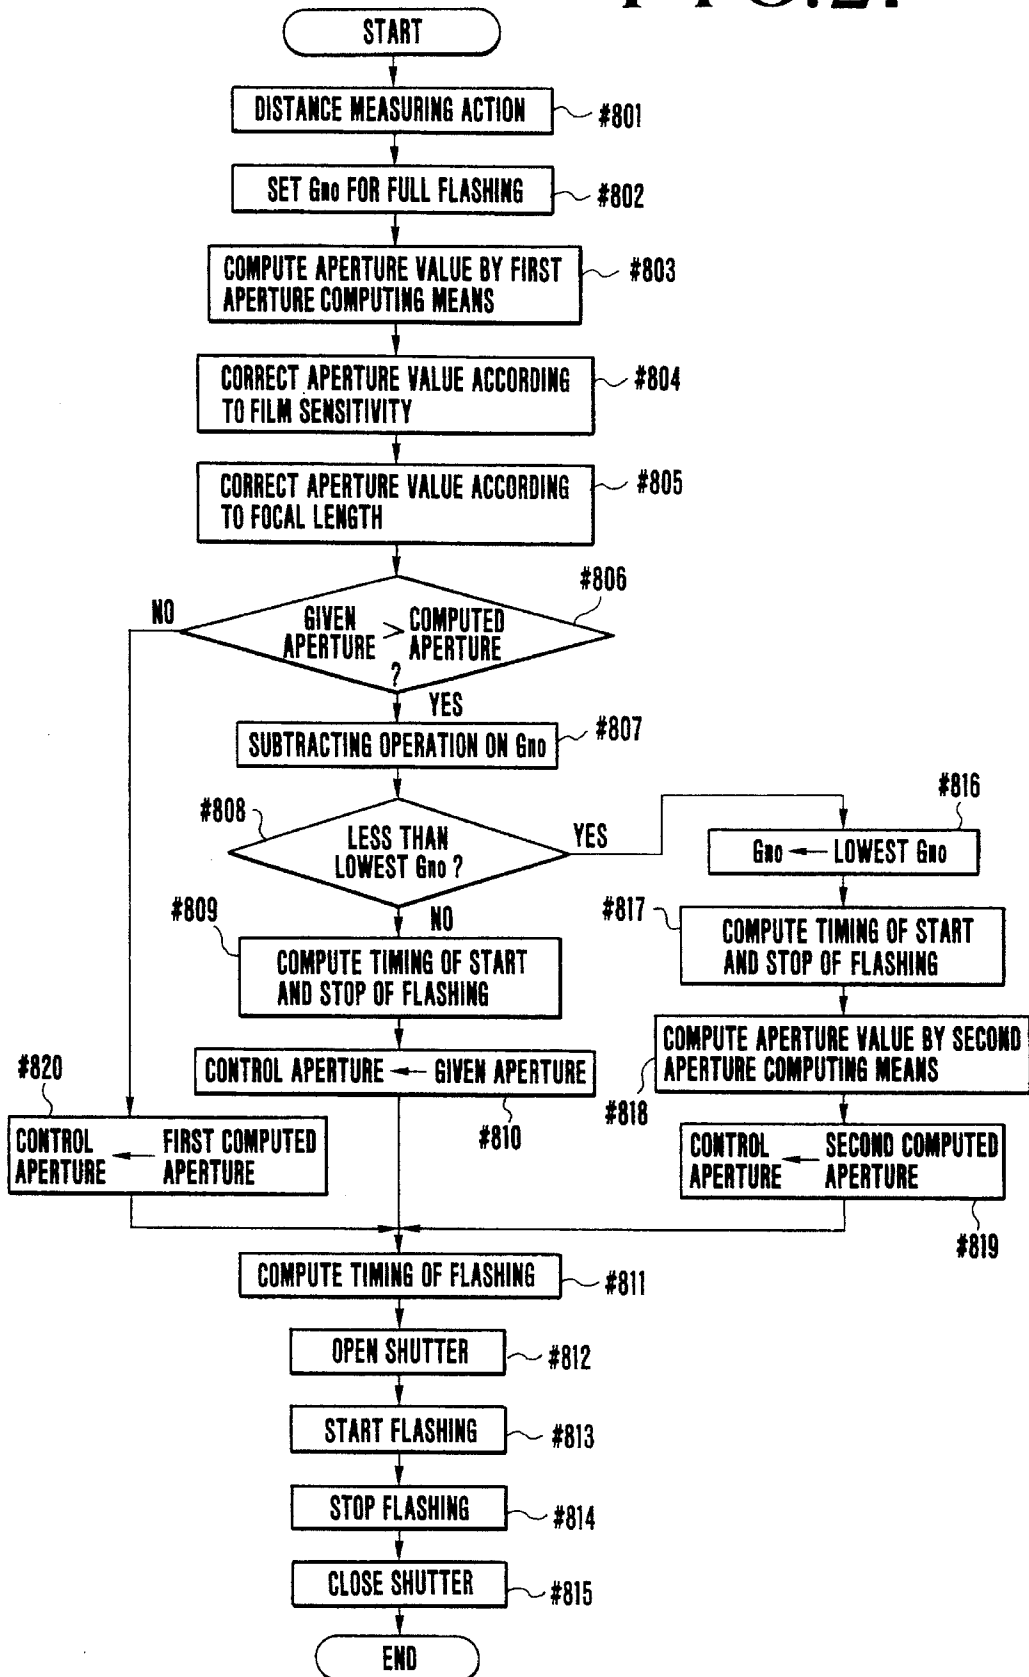 START
DISTANCE MEASURING ACTION
#801
SET Gno FOR FULL FLASHING
#802
COMPUTE APERTURE VALUE BY FIRST
APERTURE COMPUTING MEANS
#803
CORRECT APERTURE VALUE ACCORDING
TO FILM SENSITIVITY
#804
CORRECT APERTURE VALUE ACCORDING
TO FOCAL LENGTH
#805
#806
NO
GIVEN APERTURE > COMPUTED APERTURE
?
YES
SUBTRACTING OPERATION ON Gno
#807
#808
LESS THAN
LOWEST Gno ?
YES
#816
Gno ← LOWEST Gno
#809
NO
COMPUTE TIMING OF START
AND STOP OF FLASHING
#817
COMPUTE TIMING OF START
AND STOP OF FLASHING
CONTROL APERTURE ← GIVEN APERTURE
#810
COMPUTE APERTURE VALUE BY SECOND
APERTURE COMPUTING MEANS
#818
#820
CONTROL APERTURE ← FIRST COMPUTED APERTURE
CONTROL APERTURE ← SECOND COMPUTED APERTURE
#819
COMPUTE TIMING OF FLASHING
#811
OPEN SHUTTER
#812
START FLASHING
#813
STOP FLASHING
#814
CLOSE SHUTTER
#815
END